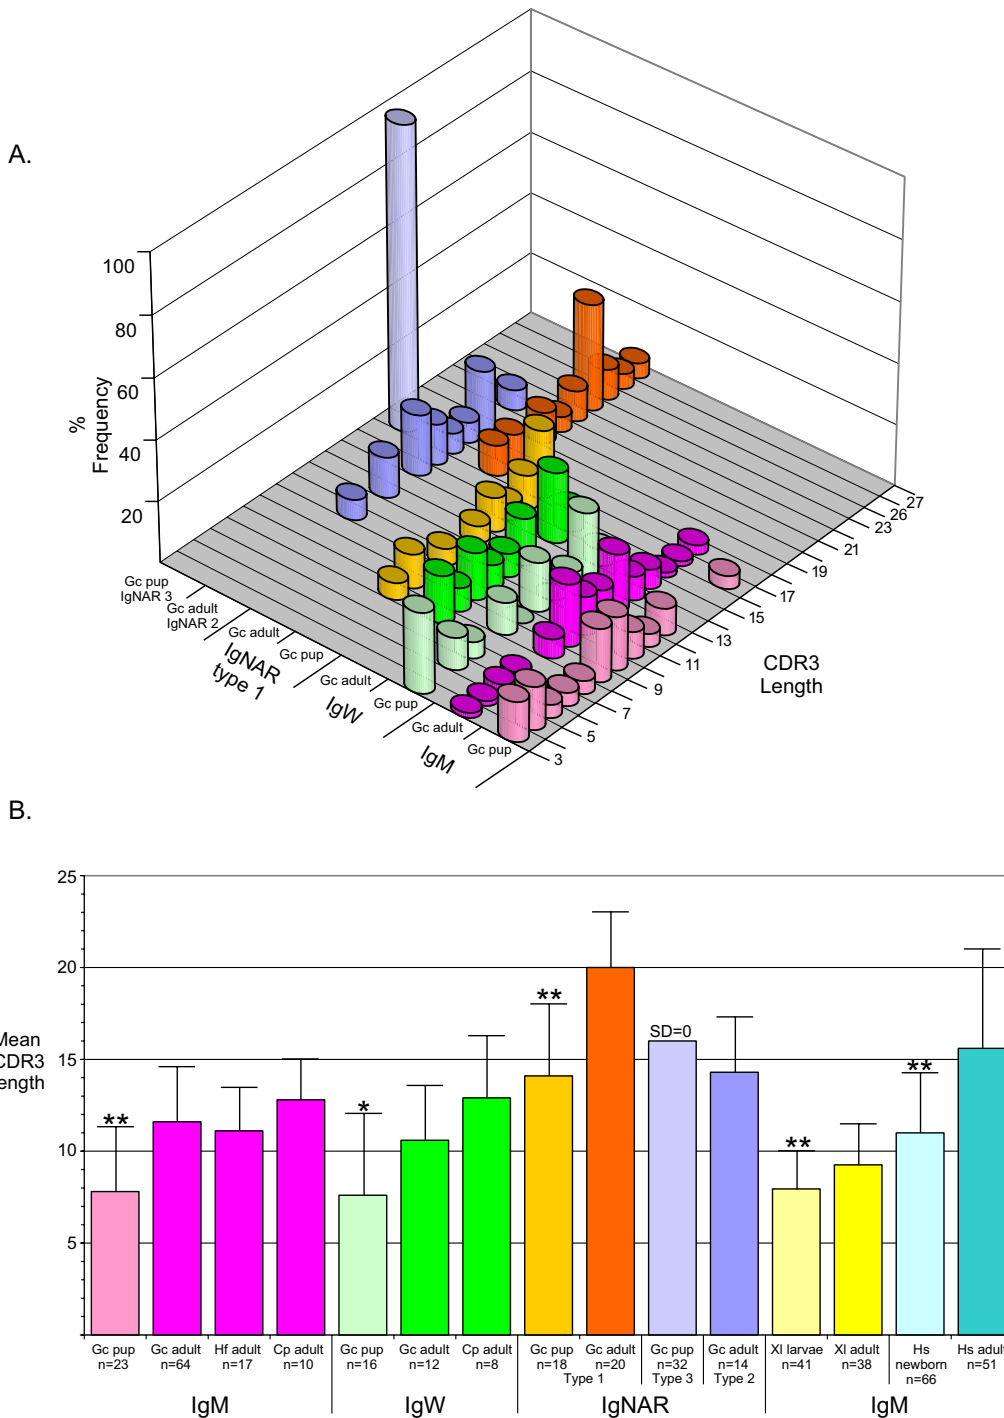 A.
100
80
60
40
20
%
Frequency
Gc pup
IgNAR 3
Gc adult
IgNAR 2
IgNAR
type 1
Gc adult
Gc pup
IgW
Gc adult
Gc pup
IgM
Gc adult
Gc pup
3
5
7
9
11
13
15
17
19
21
23
26
27
CDR3
Length
B.
25
20
15
10
5
Mean
CDR3
Length
**
*
**
SD=0
**
**
Gc pup
n=23
Gc adult
n=64
Hf adult
n=17
Cp adult
n=10
Gc pup
n=16
Gc adult
n=12
Cp adult
n=8
Gc pup
n=18
Gc adult
n=20
Type 1
Gc pup
n=32
Type 3
Gc adult
n=14
Type 2
Xl larvae
n=41
Xl adult
n=38
Hs
newborn
n=66
Hs adult
n=51
IgM
IgW
IgNAR
IgM